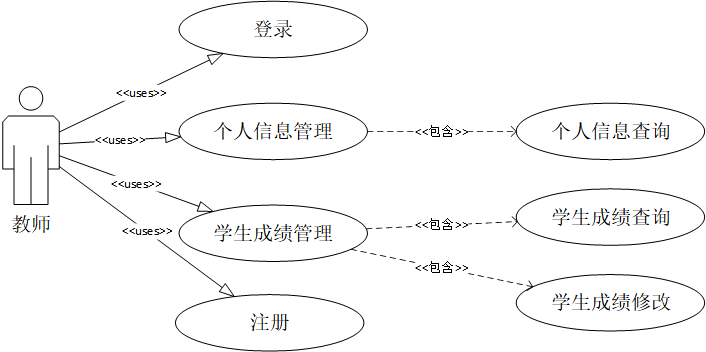 登录
<<uses>>
<<uses>>
个人信息管理
<<包含>>
个人信息查询
<<uses>>
教师
<<uses>>
学生成绩管理
<<包含>>
学生成绩查询
<<包含>>
学生成绩修改
注册